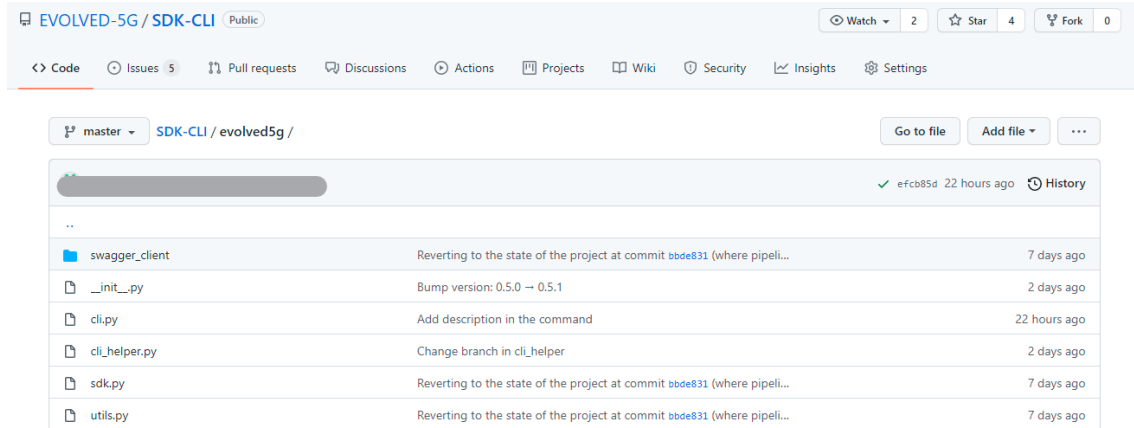 EVOLVED-5G / SDK-CLI Public Watch 2 Star 4 Fork 0
<> Code Issues 5 Pull requests Discussions Actions Projects Wiki Security Insights Settings
master SDK-CLI / evolved5g / Go to file Add file ...
efcb85d 22 hours ago History
..
swagger_client Reverting to the state of the project at commit bbde831 (where pipeli... 7 days ago
__init__.py Bump version: 0.5.0 → 0.5.1 2 days ago
cli.py Add description in the command 22 hours ago
cli_helper.py Change branch in cli_helper 2 days ago
sdk.py Reverting to the state of the project at commit bbde831 (where pipeli... 7 days ago
utils.py Reverting to the state of the project at commit bbde831 (where pipeli... 7 days ago